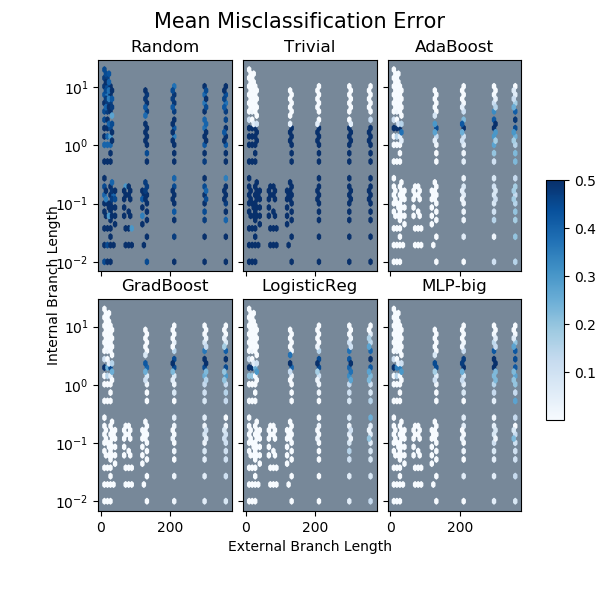 Mean Misclassification Error
Random Trivial AdaBoost
10¹
10⁰
10⁻¹
10⁻²
GradBoost LogisticReg MLP-big
10¹
10⁰
10⁻¹
10⁻²
0 200 0 200 0 200
Internal Branch Length
External Branch Length
0.5
0.4
0.3
0.2
0.1